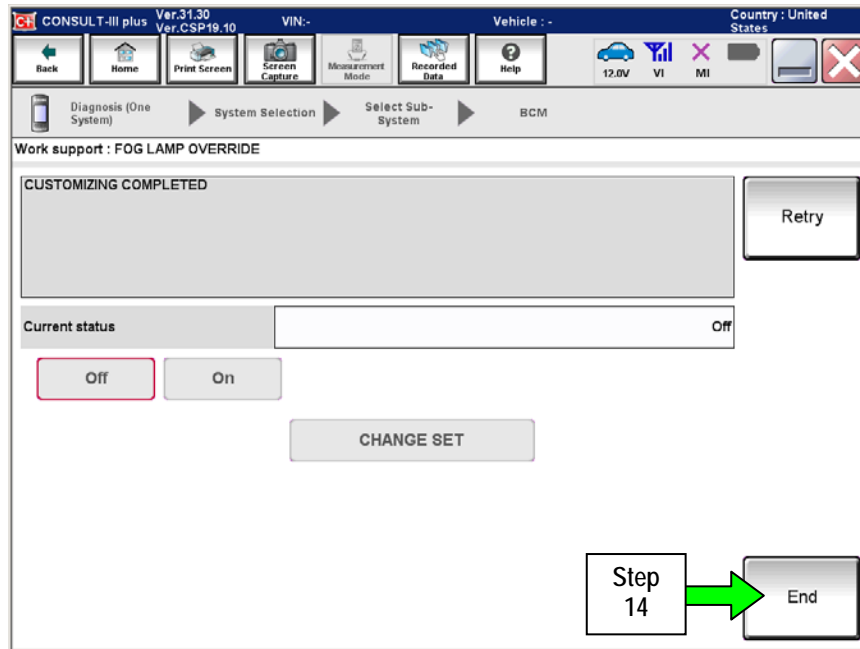 CONSULT-III plus Ver.31.30 VIN:- Vehicle : - Country : United
Ver.CSP19.10 States
Back Home Print Screen Screen Capture Measurement Mode Recorded Data Help 12.0V VI MI
Diagnosis (One System) System Selection Select Sub-System BCM
Work support : FOG LAMP OVERRIDE
CUSTOMIZING COMPLETED
Retry
Current status Off
Off On
CHANGE SET
Step
14
End